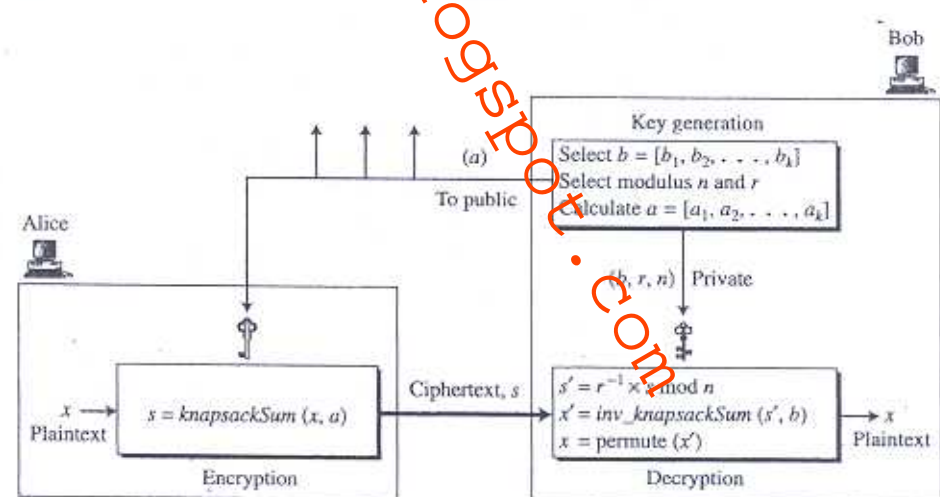 ogspot.com
Bob
Key generation
Select b = [b₁, b₂, . . . , bₖ]
Select modulus n and r
Calculate a = [a₁, a₂, . . . , aₖ]
(a)
To public
Alice
(b, r, n) Private
s = knapsackSum (x, a)
x
Plaintext
Encryption
Ciphertext, s
s′ = r⁻¹ × s mod n
x′ = inv_knapsackSum (s′, b)
x = permute (x′)
x
Plaintext
Decryption